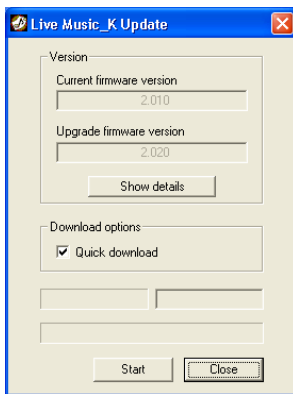 Live Music_K Update
Version
Current firmware version
2.010
Upgrade firmware version
2.020
Show details
Download options
Quick download
Start Close